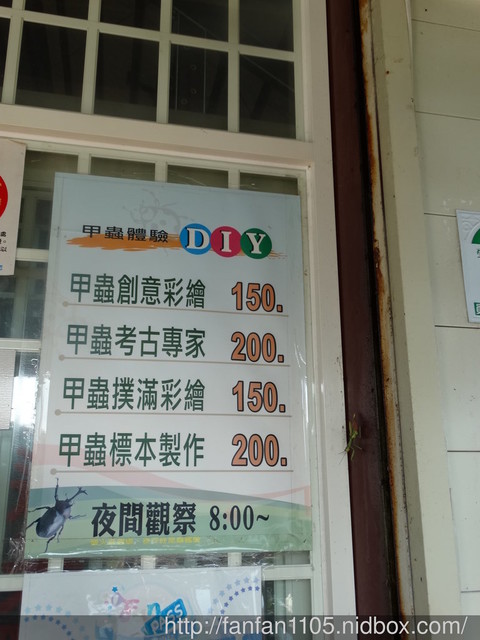 甲蟲體驗 DIY
甲蟲創意彩繪 150.
甲蟲考古專家 200.
甲蟲撲滿彩繪 150.
甲蟲標本製作 200.
夜間觀察 8:00~
PASS
http://fanfan1105.nidbox.com/